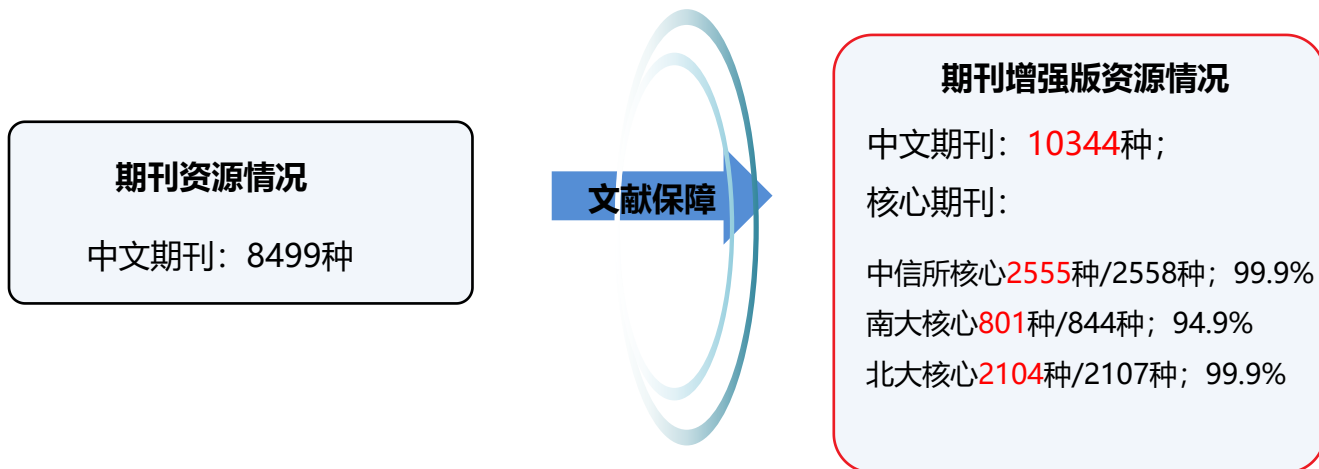 期刊资源情况
中文期刊：8499种
文献保障
期刊增强版资源情况
中文期刊：10344种；
核心期刊：
中信所核心2555种/2558种；99.9%
南大核心801种/844种；94.9%
北大核心2104种/2107种；99.9%